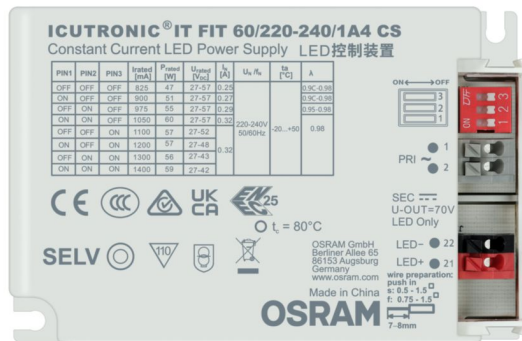 ICUTRONIC® IT FIT 60/220-240/1A4 CS
Constant Current LED Power Supply LED控制装置
PIN1 PIN2 PIN3 Irated [mA] Prated [W] Urated [VDC] IN [A] UN /fN ta [°C] λ
OFF OFF OFF 825 47 27-57 0.25 0.9C-0.98
ON OFF OFF 900 51 27-57 0.27 0.9C-0.98
OFF ON OFF 975 55 27-57 0.29 0.95-0.98
ON ON OFF 1050 60 27-57 0.32 220-240V 50/60Hz -20...+50 0.98
OFF OFF ON 1100 57 27-52 0.32
ON OFF ON 1200 57 27-48
OFF ON ON 1300 56 27-43
ON ON ON 1400 59 27-42
ON OFF
3
2
1
ON
1 2 3
PRI ~ 1
2
CE CCC UK CA ENEC 25
tc = 80°C
SEC
U-OUT=70V
LED Only
SELV 110
OSRAM GmbH
Berliner Allee 65
86153 Augsburg
Germany
www.osram.com
LED− 22
LED+ 21
wire preparation:
push in
s: 0.5 - 1.5
f: 0.75 - 1.5
7–8mm
Made in China
OSRAM